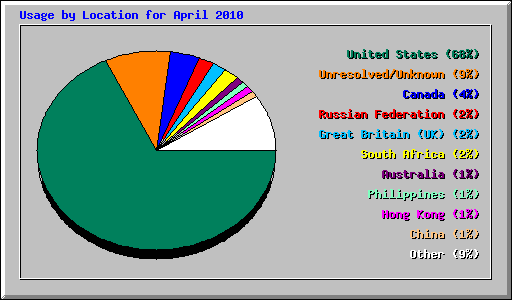 Usage by Location for April 2010
United States (68%)
Unresolved/Unknown (9%)
Canada (4%)
Russian Federation (2%)
Great Britain (UK) (2%)
South Africa (2%)
Australia (1%)
Philippines (1%)
Hong Kong (1%)
China (1%)
Other (9%)